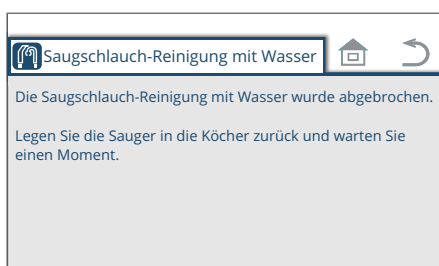 Saugschlauch-Reinigung mit Wasser
Die Saugschlauch-Reinigung mit Wasser wurde abgebrochen.
Legen Sie die Sauger in die Köcher zurück und warten Sie
einen Moment.